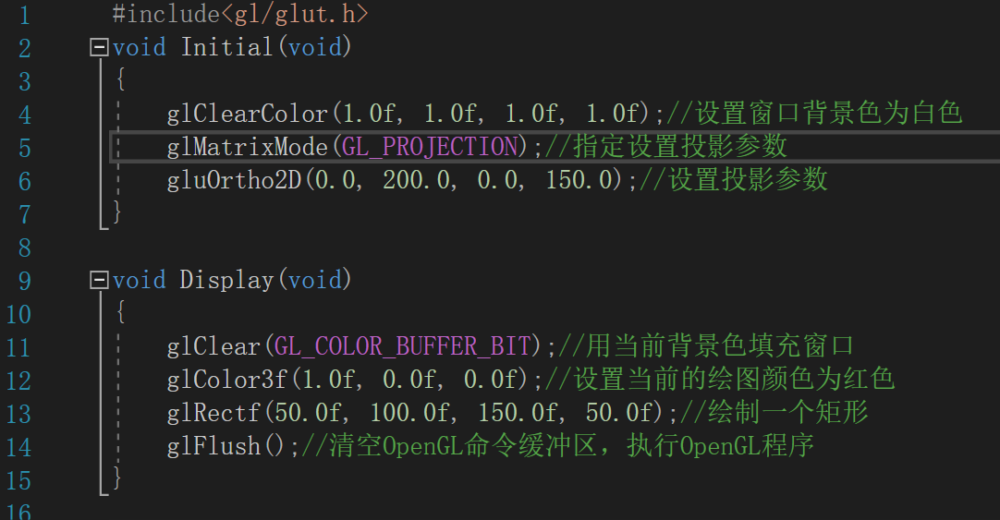 1 #include<gl/glut.h>
2 void Initial(void)
3 {
4 glClearColor(1.0f, 1.0f, 1.0f, 1.0f);//设置窗口背景色为白色
5 glMatrixMode(GL_PROJECTION);//指定设置投影参数
6 gluOrtho2D(0.0, 200.0, 0.0, 150.0);//设置投影参数
7 }
8
9 void Display(void)
10 {
11 glClear(GL_COLOR_BUFFER_BIT);//用当前背景色填充窗口
12 glColor3f(1.0f, 0.0f, 0.0f);//设置当前的绘图颜色为红色
13 glRectf(50.0f, 100.0f, 150.0f, 50.0f);//绘制一个矩形
14 glFlush();//清空OpenGL命令缓冲区，执行OpenGL程序
15 }
16